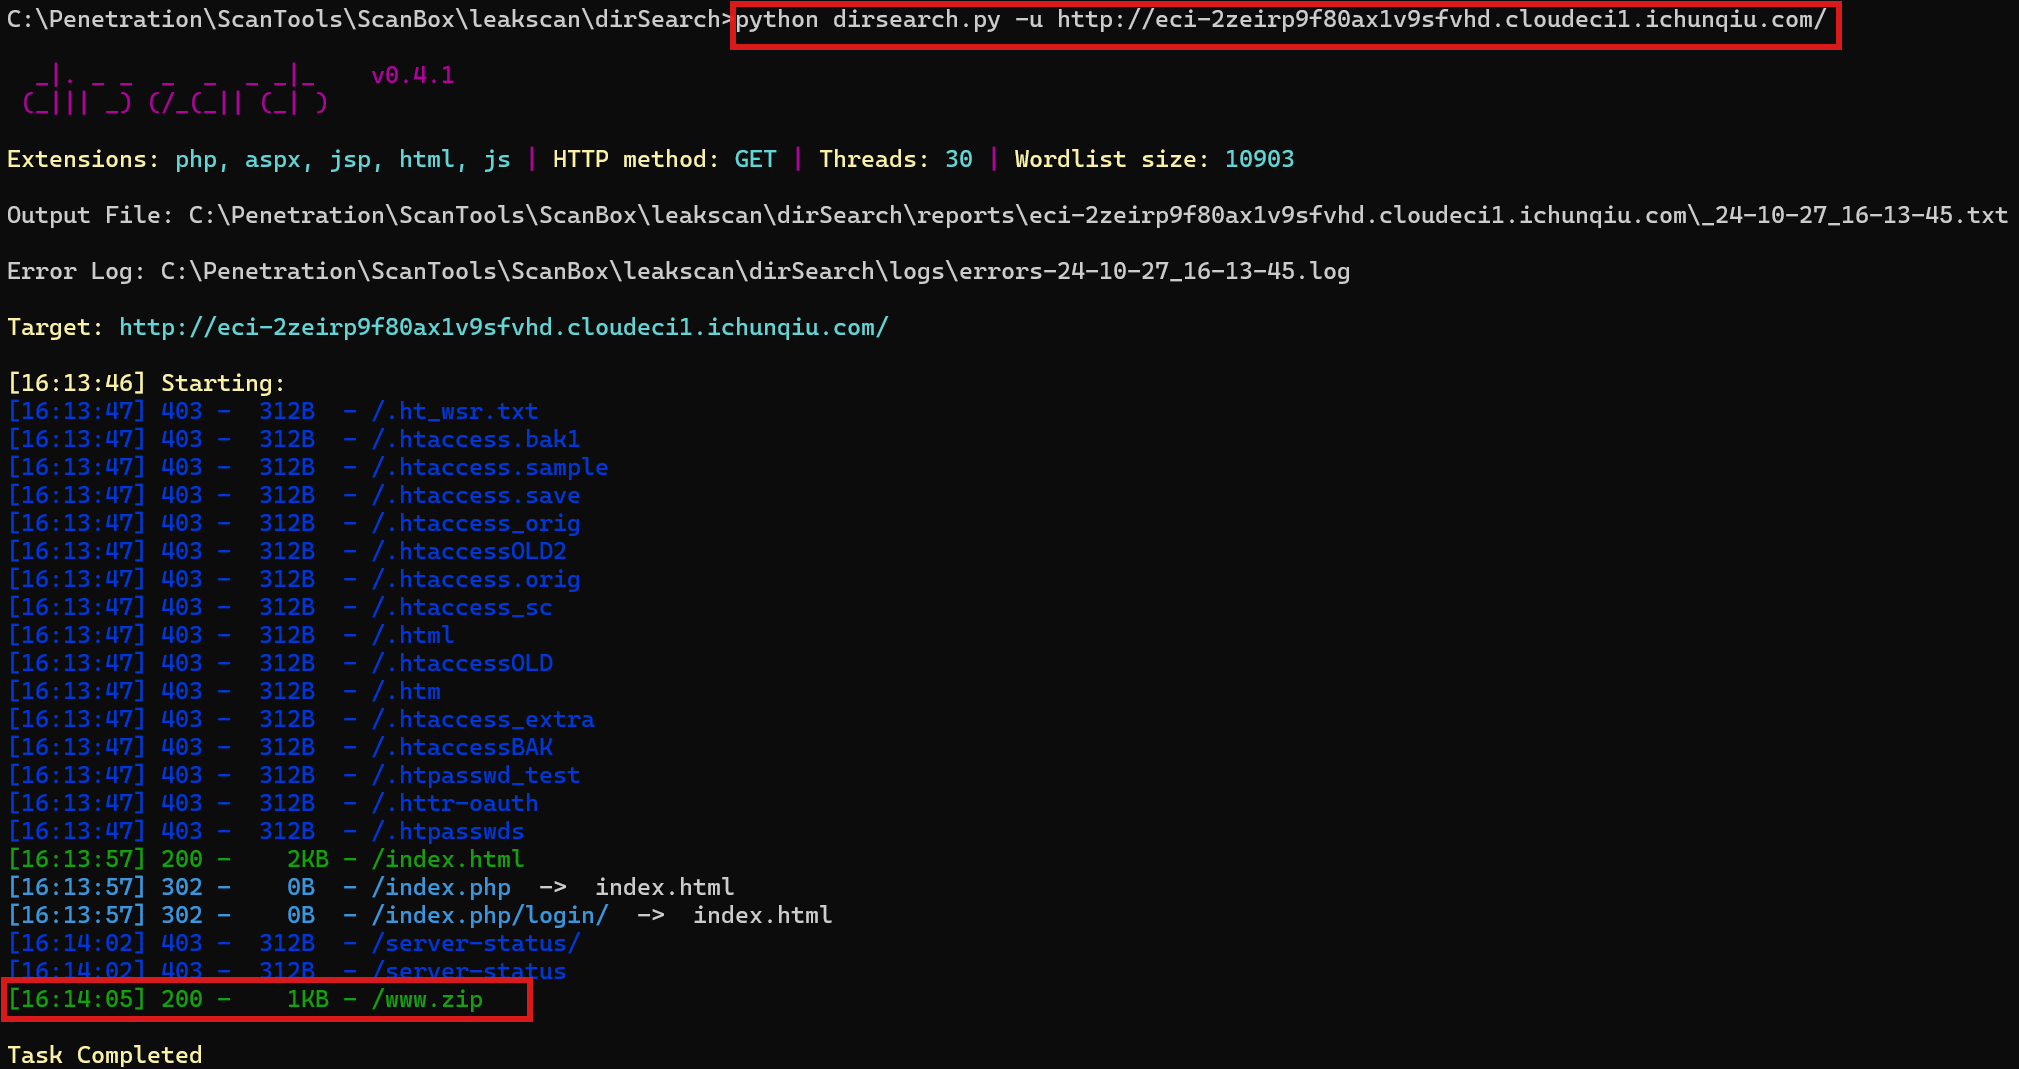 C:\Penetration\ScanTools\ScanBox\leakscan\dirSearch>python dirsearch.py -u http://eci-2zeirp9f80ax1v9sfvhd.cloudeci1.ichunqiu.com/
  _|. _ _  _  _  _ _|_    v0.4.1
 (_||| _) (/_(_|| (_| )
Extensions: php, aspx, jsp, html, js | HTTP method: GET | Threads: 30 | Wordlist size: 10903
Output File: C:\Penetration\ScanTools\ScanBox\leakscan\dirSearch\reports\eci-2zeirp9f80ax1v9sfvhd.cloudeci1.ichunqiu.com\_24-10-27_16-13-45.txt
Error Log: C:\Penetration\ScanTools\ScanBox\leakscan\dirSearch\logs\errors-24-10-27_16-13-45.log
Target: http://eci-2zeirp9f80ax1v9sfvhd.cloudeci1.ichunqiu.com/
[16:13:46] Starting:
[16:13:47] 403 -  312B  - /.ht_wsr.txt
[16:13:47] 403 -  312B  - /.htaccess.bak1
[16:13:47] 403 -  312B  - /.htaccess.sample
[16:13:47] 403 -  312B  - /.htaccess.save
[16:13:47] 403 -  312B  - /.htaccess_orig
[16:13:47] 403 -  312B  - /.htaccessOLD2
[16:13:47] 403 -  312B  - /.htaccess.orig
[16:13:47] 403 -  312B  - /.htaccess_sc
[16:13:47] 403 -  312B  - /.html
[16:13:47] 403 -  312B  - /.htaccessOLD
[16:13:47] 403 -  312B  - /.htm
[16:13:47] 403 -  312B  - /.htaccess_extra
[16:13:47] 403 -  312B  - /.htaccessBAK
[16:13:47] 403 -  312B  - /.htpasswd_test
[16:13:47] 403 -  312B  - /.httr-oauth
[16:13:47] 403 -  312B  - /.htpasswds
[16:13:57] 200 -    2KB - /index.html
[16:13:57] 302 -    0B  - /index.php  ->  index.html
[16:13:57] 302 -    0B  - /index.php/login/  ->  index.html
[16:14:02] 403 -  312B  - /server-status/
[16:14:02] 403 -  312B  - /server-status
[16:14:05] 200 -    1KB - /www.zip
Task Completed